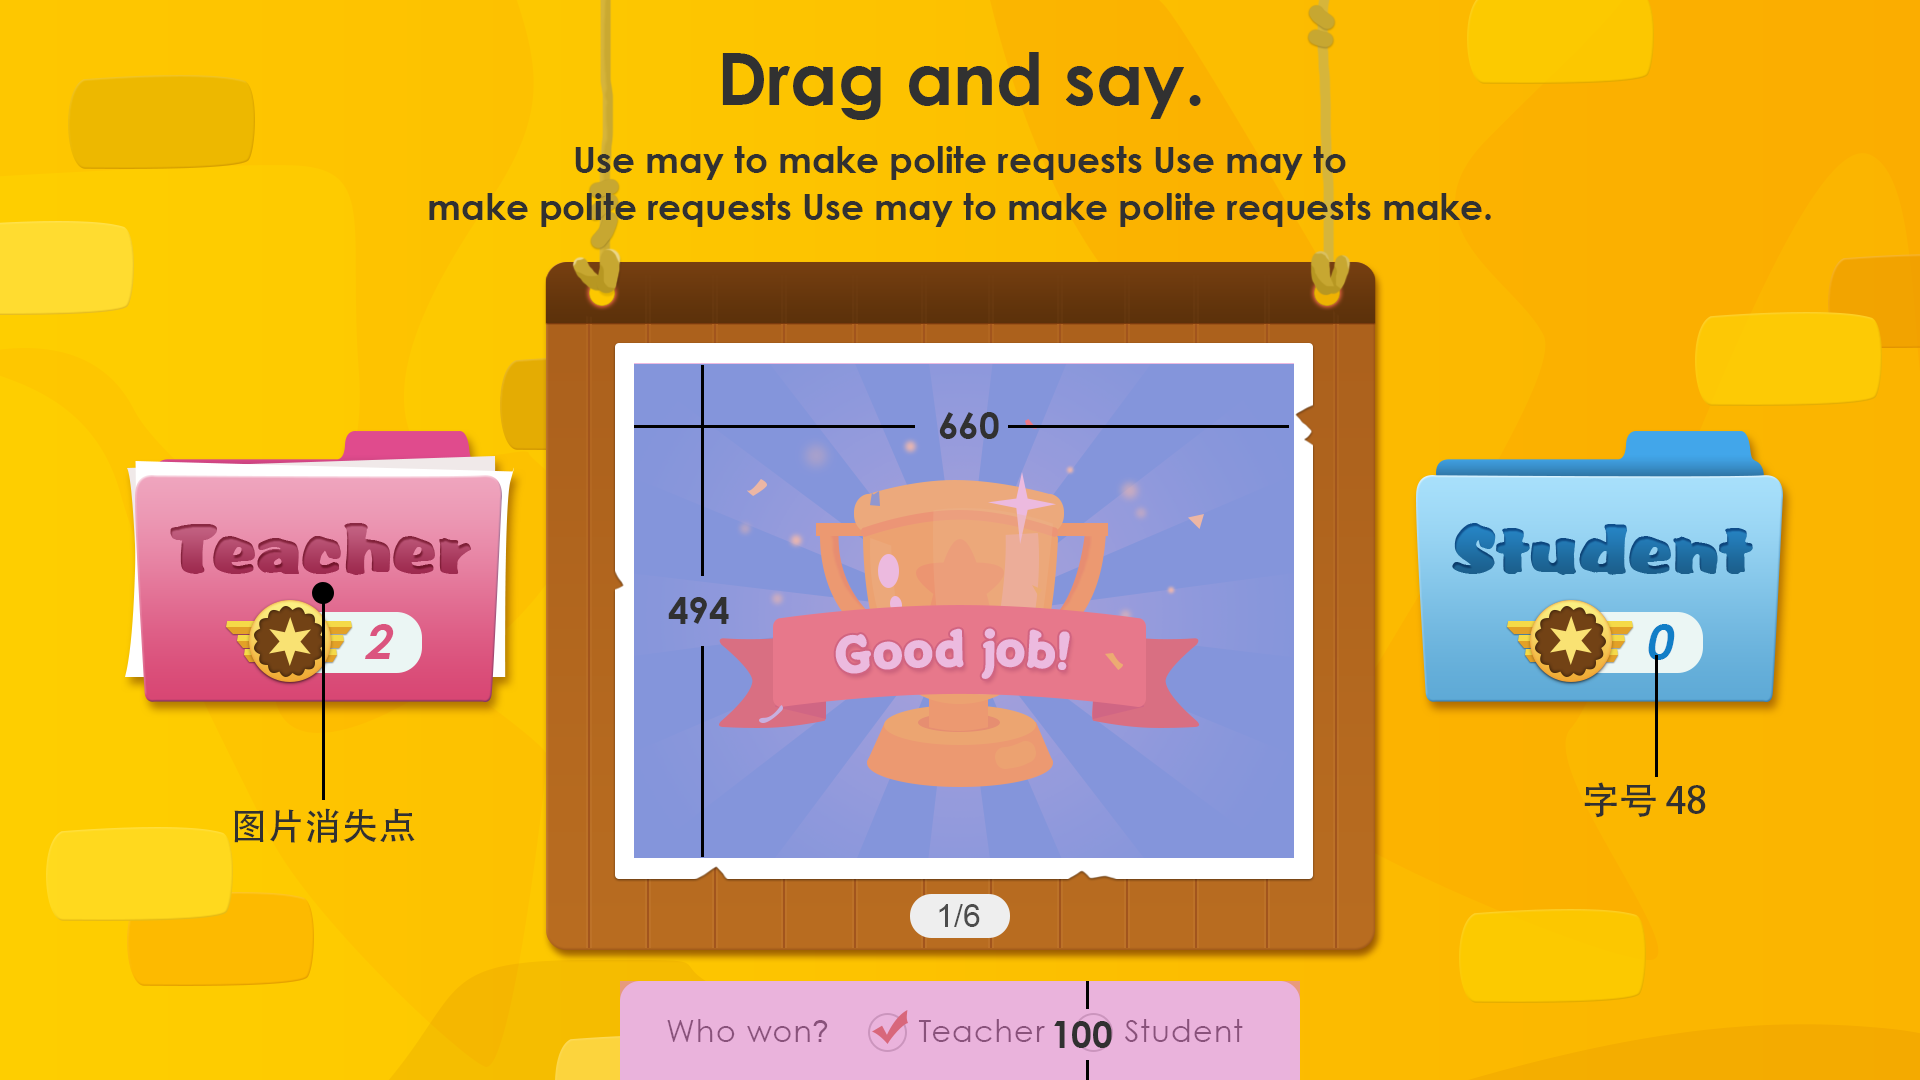 Drag and say.
Use may to make polite requests Use may to
make polite requests Use may to make polite requests make.
660
494
Good job!
Teacher
2
图片消失点
Student
0
字号 48
1/6
Who won? Teacher 100 Student